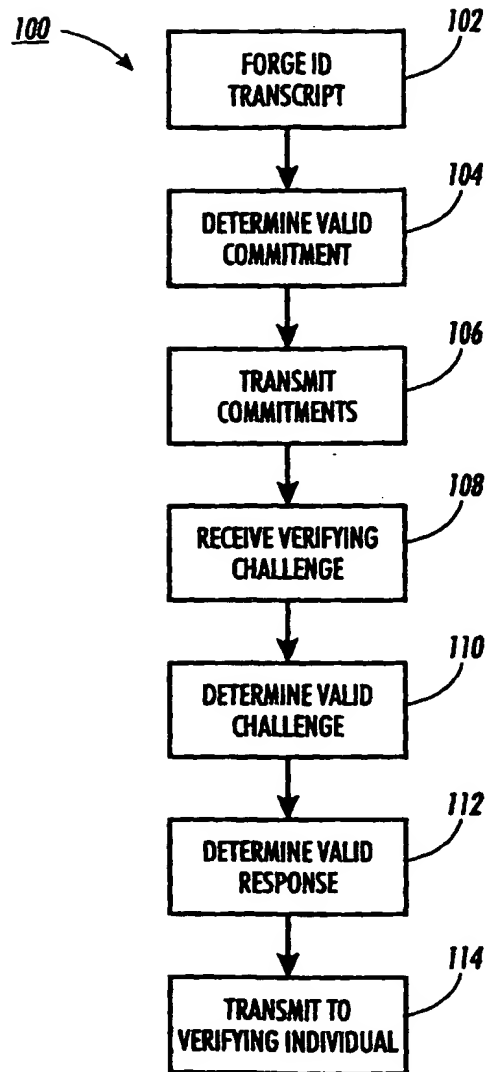 100
102
FORGE ID
TRANSCRIPT
104
DETERMINE VALID
COMMITMENT
106
TRANSMIT
COMMITMENTS
108
RECEIVE VERIFYING
CHALLENGE
110
DETERMINE VALID
CHALLENGE
112
DETERMINE VALID
RESPONSE
114
TRANSMIT TO
VERIFYING INDIVIDUAL